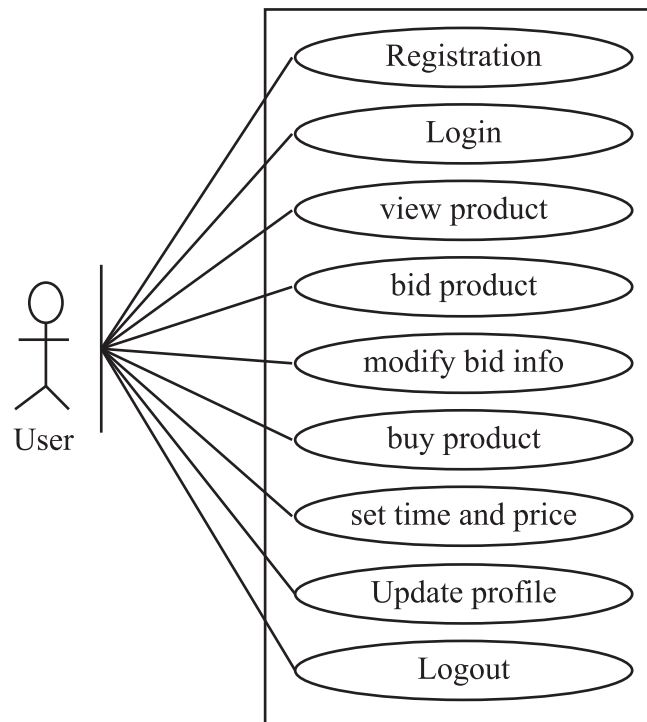 Registration
Login
view product
bid product
modify bid info
buy product
User
set time and price
Update profile
Logout